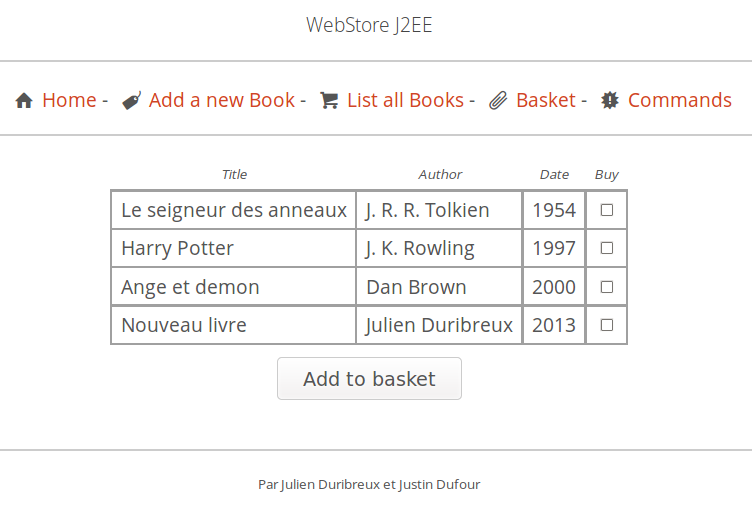 WebStore J2EE
Home - Add a new Book - List all Books - Basket - Commands
Title Author Date Buy
Le seigneur des anneaux J. R. R. Tolkien 1954
Harry Potter J. K. Rowling 1997
Ange et demon Dan Brown 2000
Nouveau livre Julien Duribreux 2013
Add to basket
Par Julien Duribreux et Justin Dufour